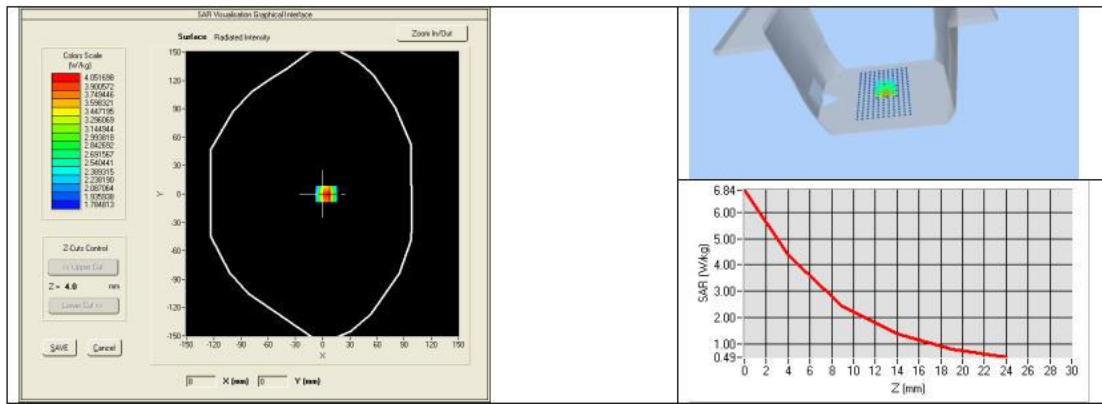 SAR Visualisation Graphical Interface
Surface Radiated Intensity
Zoom In/Out
Colors Scale
(W/kg)
4.051698
3.900572
3.749446
3.598321
3.447195
3.296069
3.144944
2.993818
2.842692
2.691567
2.540441
2.389315
2.238190
2.087064
1.935938
1.784813
Z-Cuts Control
<< Upper Cut
Z = 4.0 mm
Lower Cut >>
SAVE Cancel
150
120
90
60
30
0
-30
-60
-90
-120
-150
Y
-150 -120 -90 -60 -30 0 30 60 90 120 150
X
0 X (mm) 0 Y (mm)
6.84
6.00
5.00
4.00
3.00
2.00
1.00
0.49
SAR (W/kg)
0 2 4 6 8 10 12 14 16 18 20 22 24 26 28 30
Z (mm)